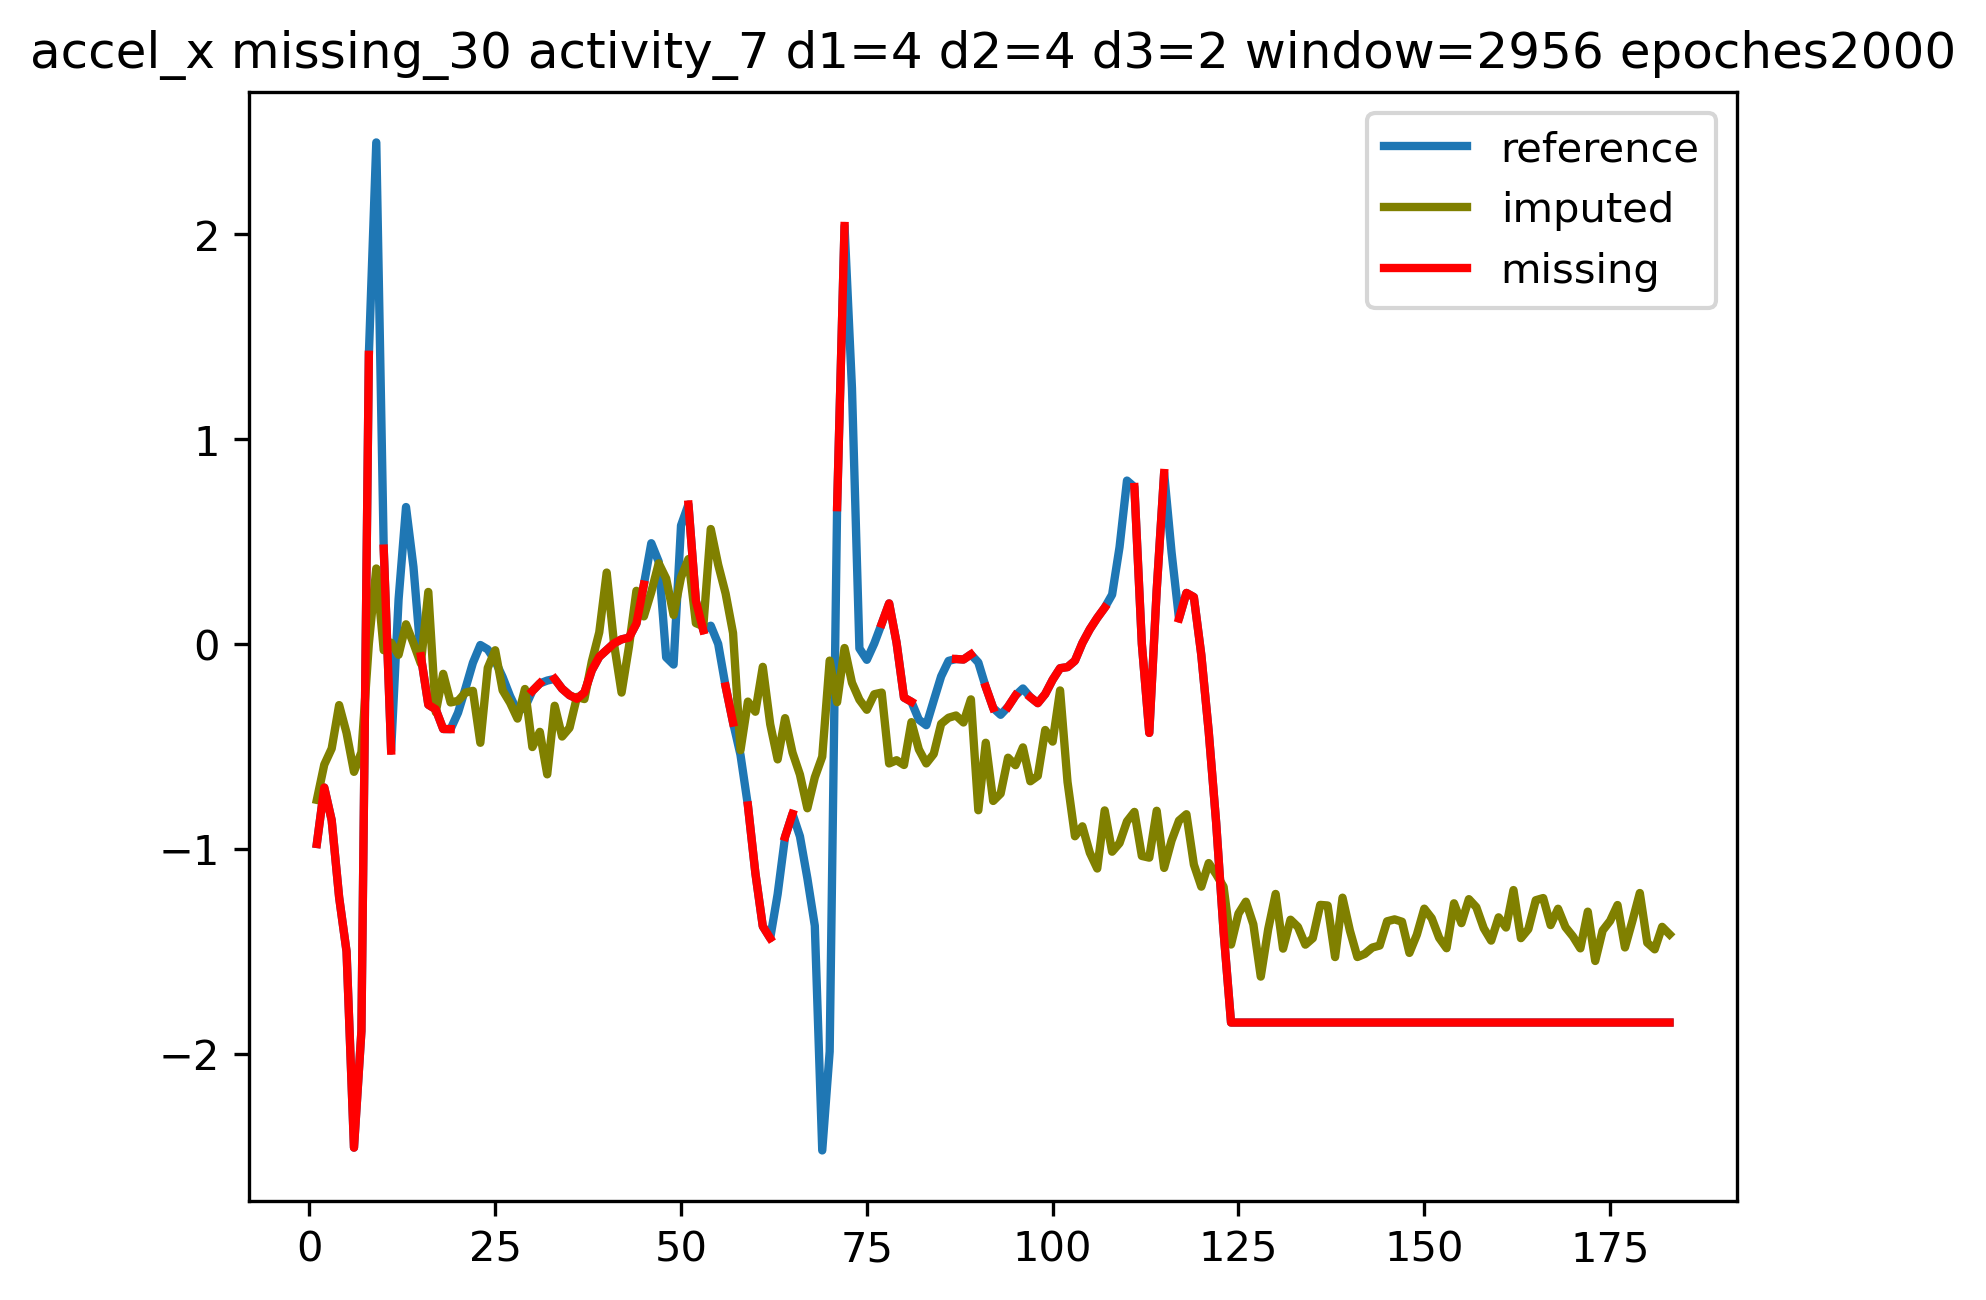 accel_x missing_30 activity_7 d1=4 d2=4 d3=2 window=2956 epoches2000
reference
imputed
missing
2
1
0
−1
−2
0 25 50 75 100 125 150 175